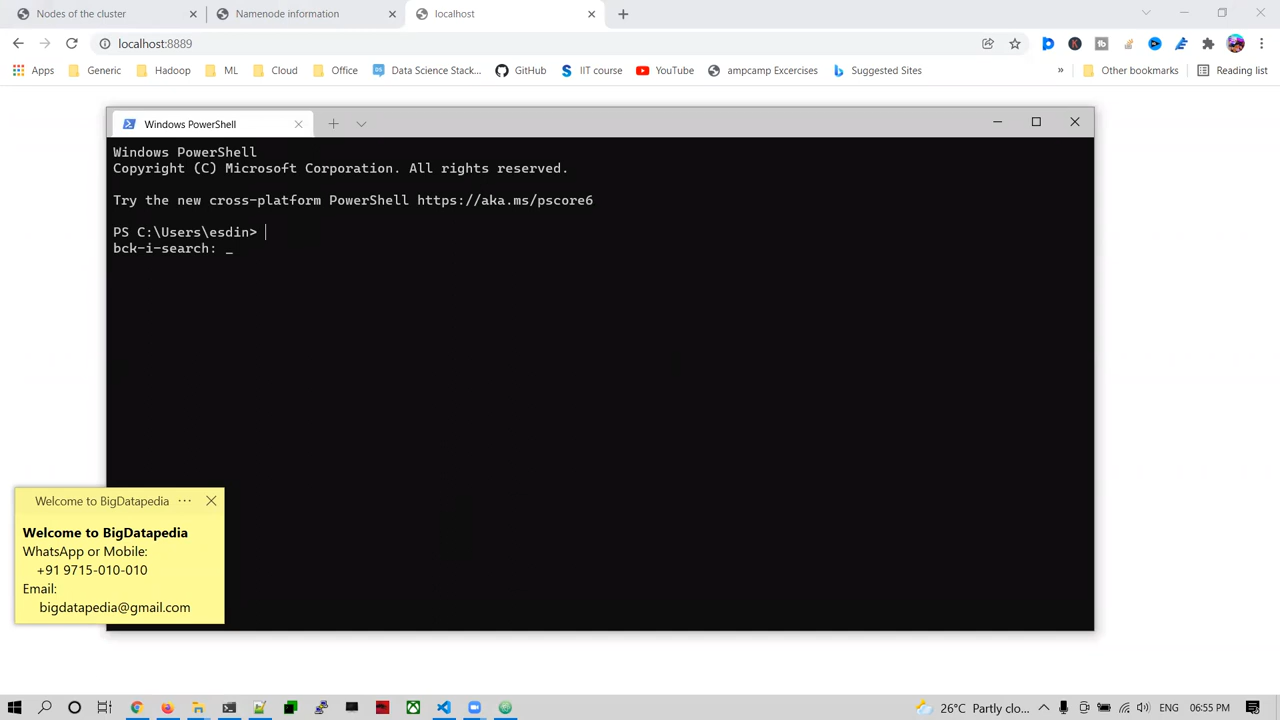 Nodes of the cluster
Namenode information
localhost
localhost:8889
Apps
Generic
Hadoop
ML
Cloud
Office
DS
Data Science Stack...
GitHub
IIT course
YouTube
ampcamp Excercises
Suggested Sites
»
Other bookmarks
Reading list
Windows PowerShell
Windows PowerShell
Copyright (C) Microsoft Corporation. All rights reserved.
Try the new cross-platform PowerShell https://aka.ms/pscore6
PS C:\Users\esdin>
bck-i-search: _
Welcome to BigDatapedia ...
Welcome to BigDatapedia
WhatsApp or Mobile:
+91 9715-010-010
Email:
bigdatapedia@gmail.com
26°C Partly clo...
ENG
06:55 PM